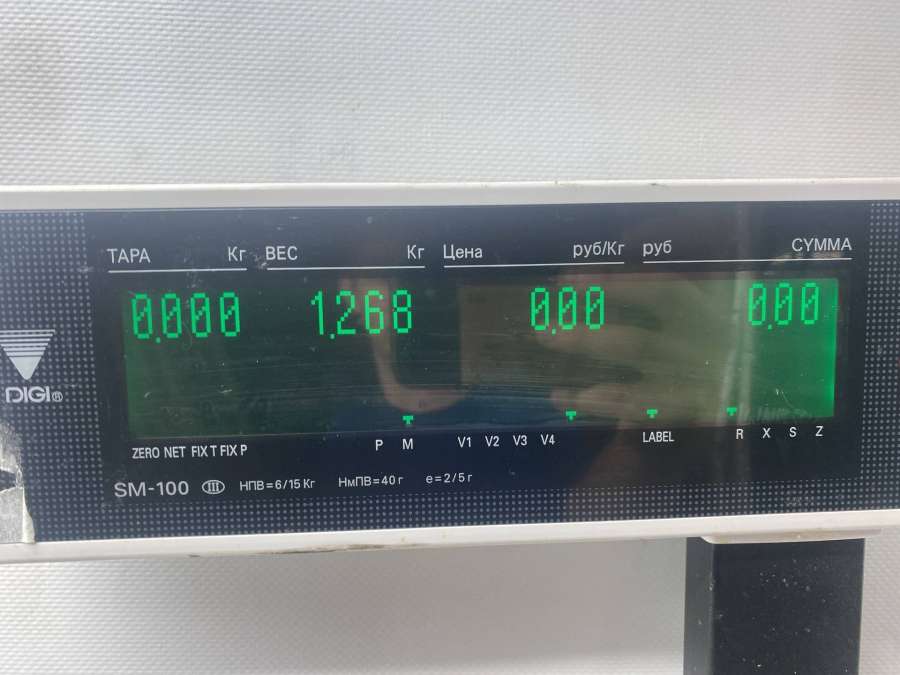 ТАРА Кг ВЕС Кг Цена руб/Кг руб СУММА
0.000 1.268 0.00 0.00
DIGI®
ZERO NET FIX T FIX P P M V1 V2 V3 V4 LABEL R X S Z
SM-100 III НПВ=6/15 Кг НмПВ=40 г е=2/5 г